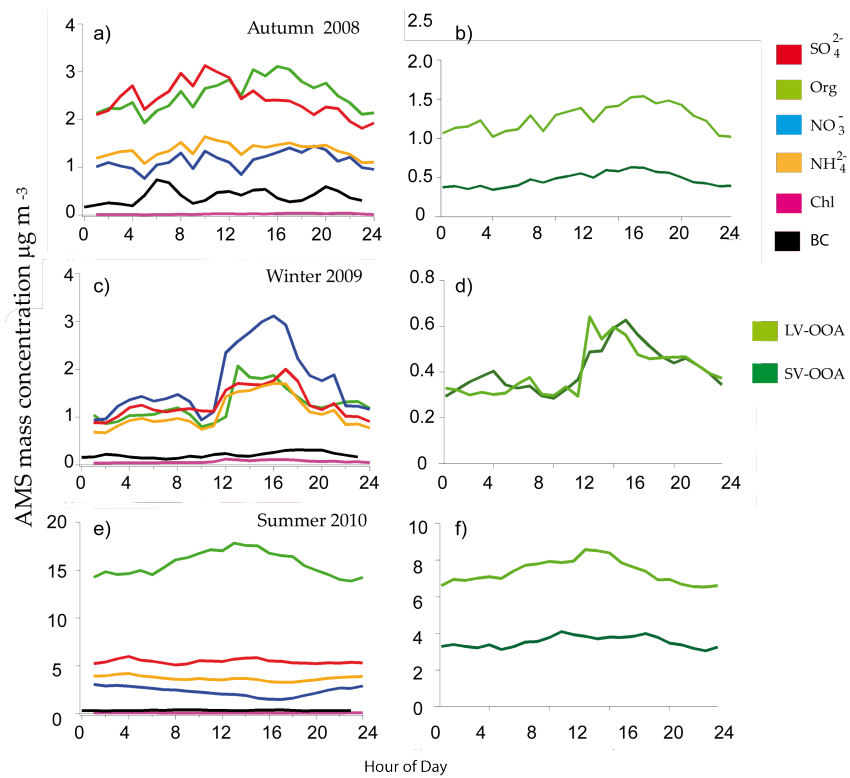 AMS mass concentration µg m -3
a) Autumn 2008
4
3
2
1
0
0 4 8 12 16 20 24
2.5
b)
2.0
1.5
1.0
0.5
0
0 4 8 12 16 20 24
SO₄²⁻
Org
NO₃⁻
NH₄²⁻
Chl
BC
c) Winter 2009
4
3
2
1
0
0 4 8 12 16 20 24
d)
0.8
0.6
0.4
0.2
0
0 4 8 12 16 20 24
LV-OOA
SV-OOA
e) Summer 2010
20
15
10
5
0
0 4 8 12 16 20 24
f)
10
8
6
4
2
0
0 4 8 12 16 20 24
Hour of Day